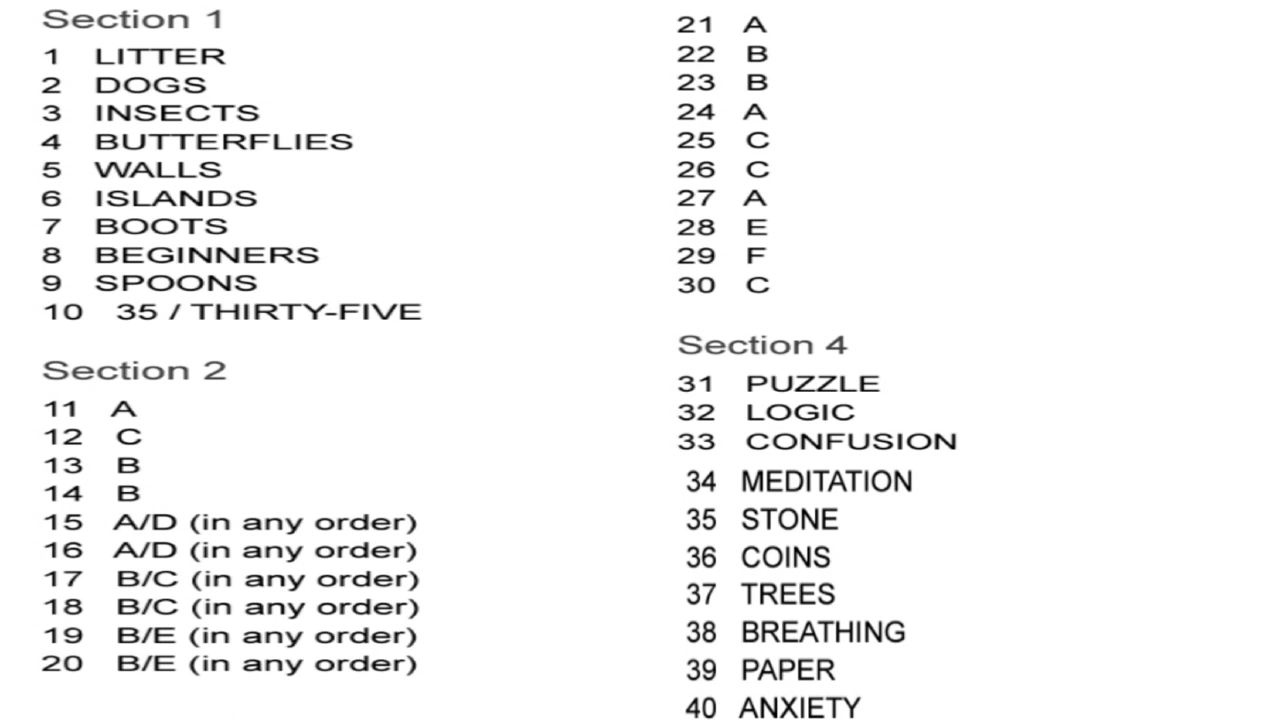 Section 1
1 LITTER
2 DOGS
3 INSECTS
4 BUTTERFLIES
5 WALLS
6 ISLANDS
7 BOOTS
8 BEGINNERS
9 SPOONS
10 35 / THIRTY-FIVE
Section 2
11 A
12 C
13 B
14 B
15 A/D (in any order)
16 A/D (in any order)
17 B/C (in any order)
18 B/C (in any order)
19 B/E (in any order)
20 B/E (in any order)
21 A
22 B
23 B
24 A
25 C
26 C
27 A
28 E
29 F
30 C
Section 4
31 PUZZLE
32 LOGIC
33 CONFUSION
34 MEDITATION
35 STONE
36 COINS
37 TREES
38 BREATHING
39 PAPER
40 ANXIETY